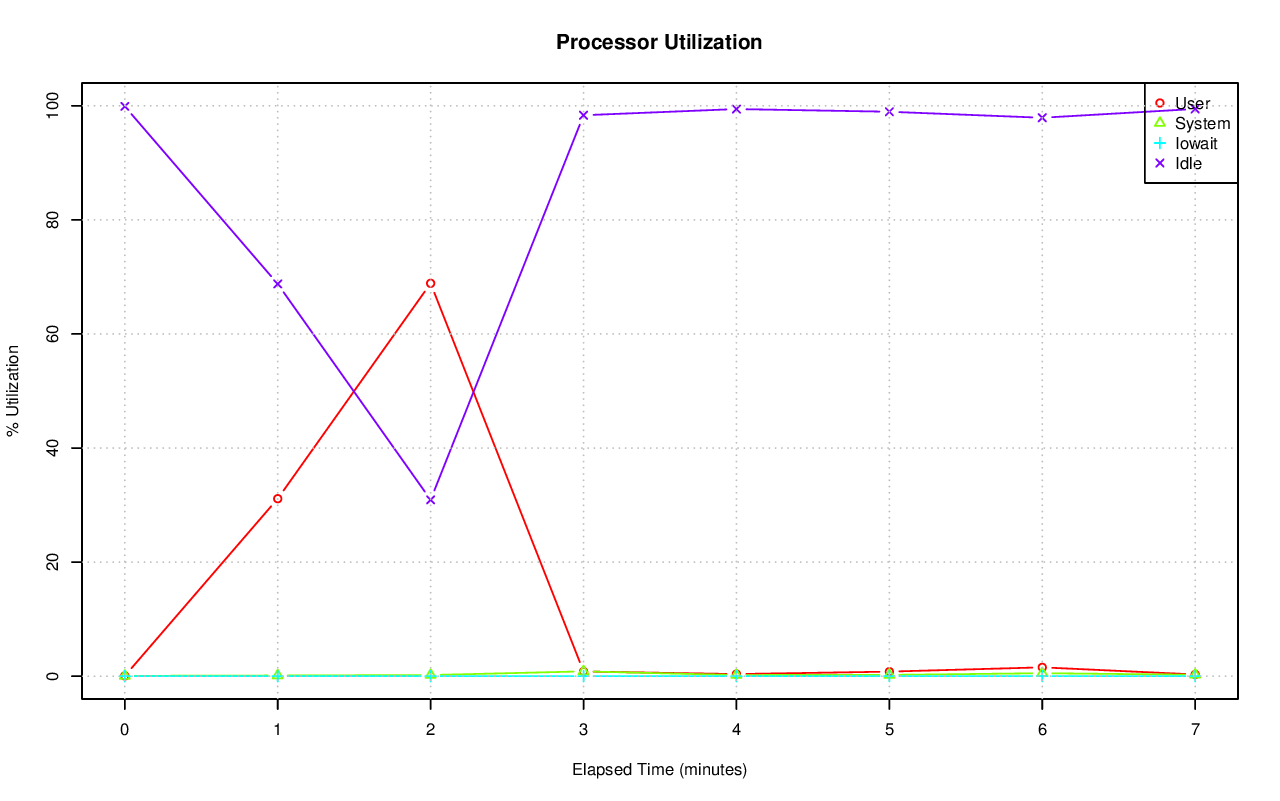 Processor Utilization
% Utilization
100
80
60
40
20
0
User
System
Iowait
Idle
0 1 2 3 4 5 6 7
Elapsed Time (minutes)